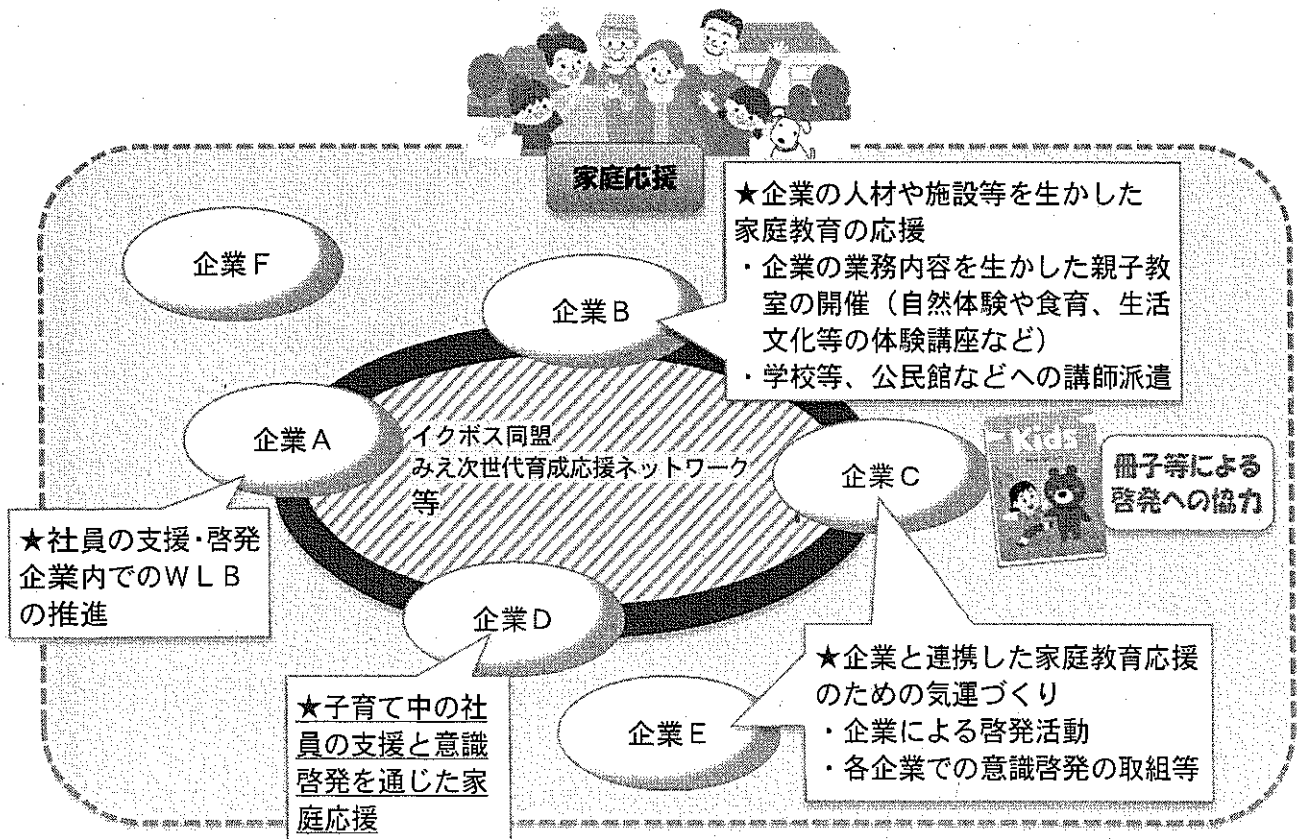 家庭応援
★企業の人材や施設等を生かした
家庭教育の応援
・企業の業務内容を生かした親子教
室の開催（自然体験や食育、生活
文化等の体験講座など）
・学校等、公民館などへの講師派遣
企業F
企業B
企業A
イクボス同盟
みえ次世代育成応援ネットワーク
等
企業C
Kids
冊子等による
啓発への協力
★社員の支援・啓発
企業内でのＷＬＢ
の推進
企業D
★子育て中の社
員の支援と意識
啓発を通じた家
庭応援
企業E
★企業と連携した家庭教育応援
のための気運づくり
・企業による啓発活動
・各企業での意識啓発の取組等